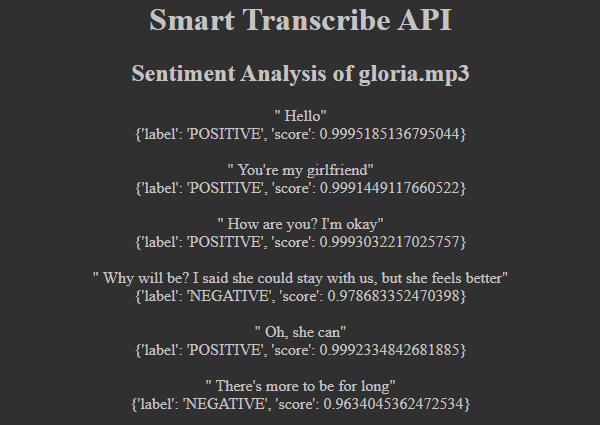 Smart Transcribe API
Sentiment Analysis of gloria.mp3
" Hello"
{'label': 'POSITIVE', 'score': 0.9995185136795044}
" You're my girlfriend"
{'label': 'POSITIVE', 'score': 0.9991449117660522}
" How are you? I'm okay"
{'label': 'POSITIVE', 'score': 0.9993032217025757}
" Why will be? I said she could stay with us, but she feels better"
{'label': 'NEGATIVE', 'score': 0.978683352470398}
" Oh, she can"
{'label': 'POSITIVE', 'score': 0.9992334842681885}
" There's more to be for long"
{'label': 'NEGATIVE', 'score': 0.9634045362472534}